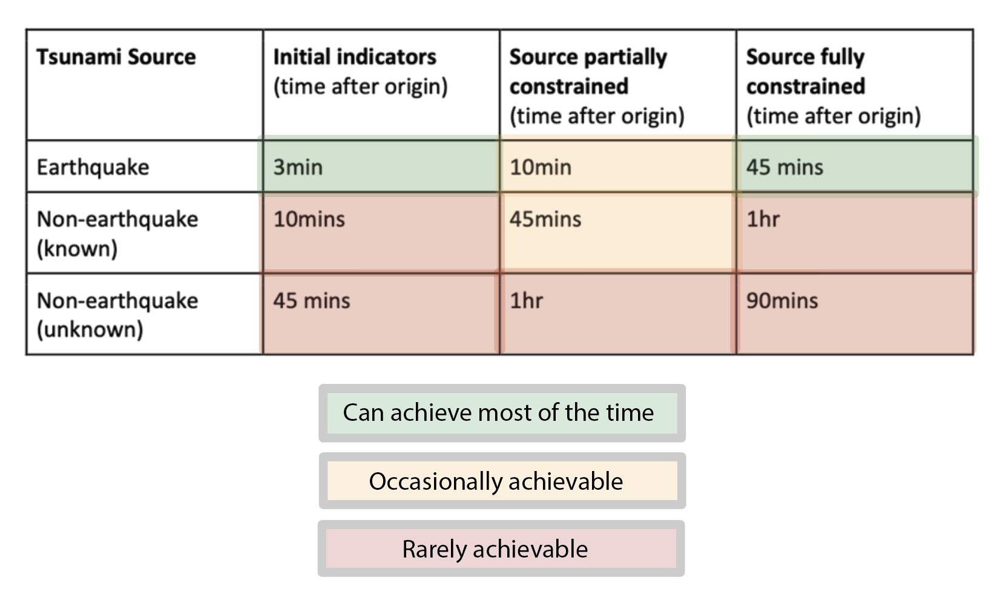 Tsunami Source
Initial indicators
(time after origin)
Source partially
constrained
(time after origin)
Source fully
constrained
(time after origin)
Earthquake
3min
10min
45 mins
Non-earthquake
(known)
10mins
45mins
1hr
Non-earthquake
(unknown)
45 mins
1hr
90mins
Can achieve most of the time
Occasionally achievable
Rarely achievable